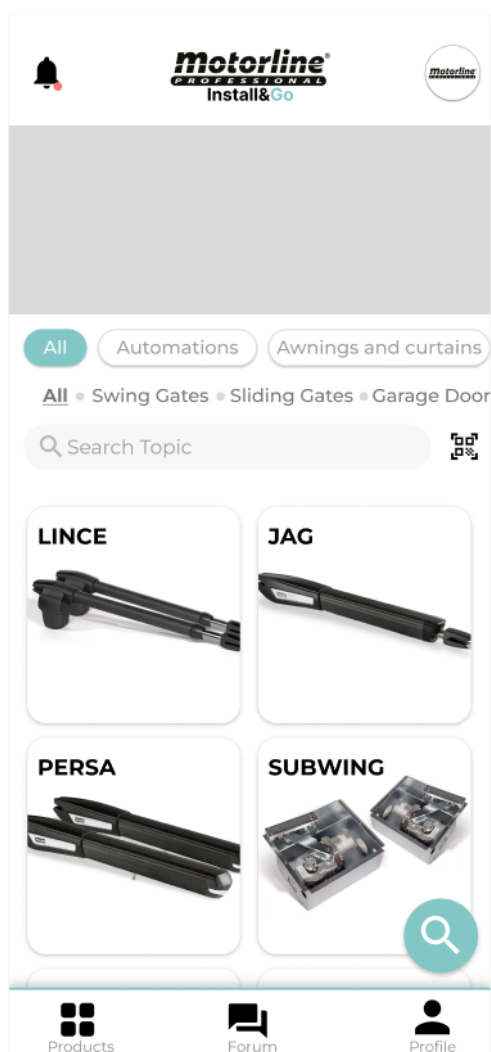 motorline®
PROFESSIONAL
Install&Go
motorline
All
Automations
Awnings and curtains
All
Swing Gates
Sliding Gates
Garage Door
Search Topic
LINCE
JAG
PERSA
SUBWING
Products
Forum
Profile